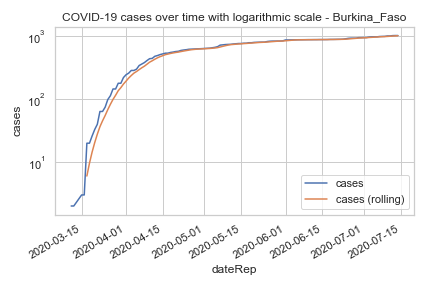 COVID-19 cases over time with logarithmic scale - Burkina_Faso
10³
10²
10¹
cases
cases
cases (rolling)
2020-03-15
2020-04-01
2020-04-15
2020-05-01
2020-05-15
2020-06-01
2020-06-15
2020-07-01
2020-07-15
dateRep